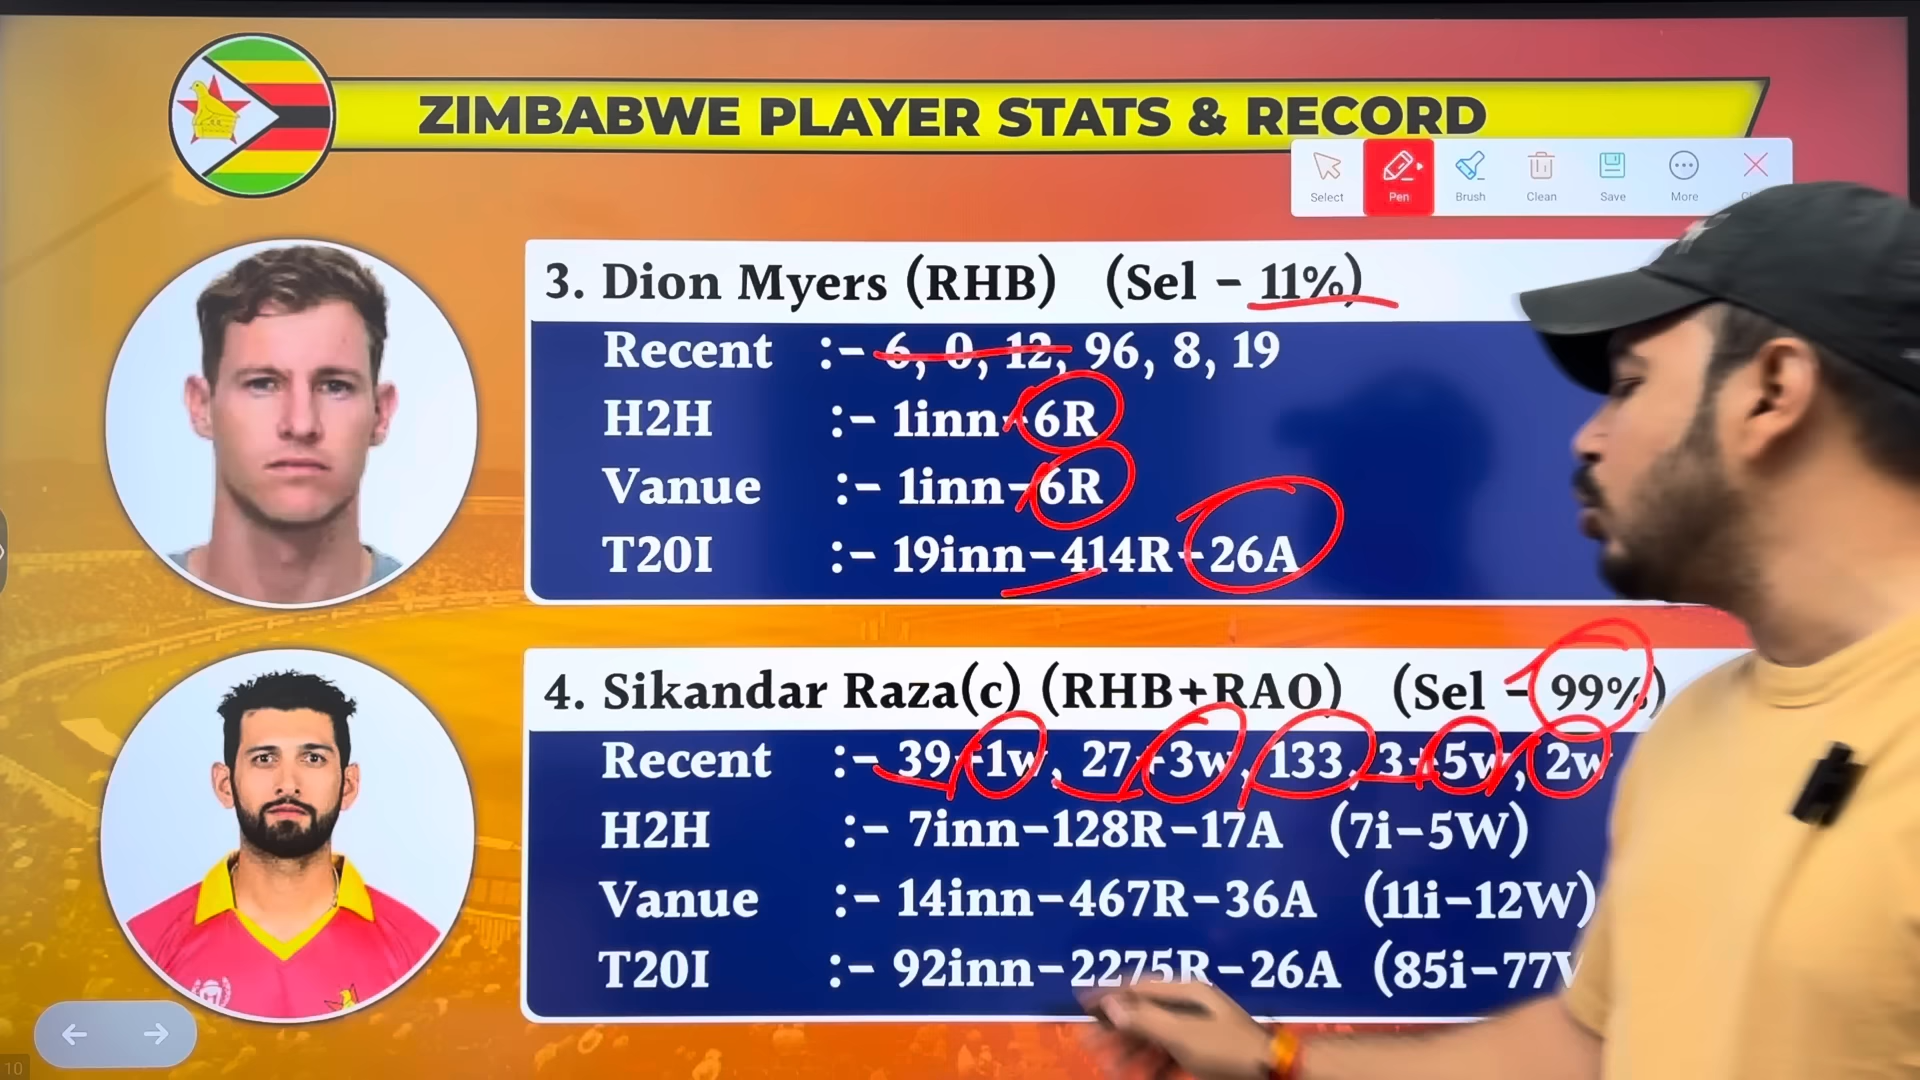 ZIMBABWE PLAYER STATS & RECORD
Select Pen Brush Clean Save More
3. Dion Myers (RHB) (Sel - 11%)
Recent :- 6, 0, 12, 96, 8, 19
H2H :- 1inn-6R
Vanue :- 1inn-6R
T20I :- 19inn-414R-26A
4. Sikandar Raza(c) (RHB+RAO) (Sel - 99%)
Recent :- 39+1w, 27+3w, 133, 3+5w, 2w
H2H :- 7inn-128R-17A (7i-5W)
Vanue :- 14inn-467R-36A (11i-12W)
T20I :- 92inn-2275R-26A (85i-77
10